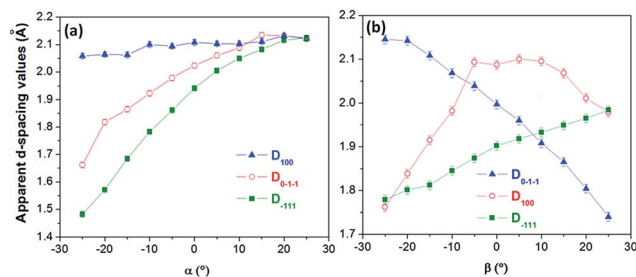 (a)
Apparent d-spacing values (Å)
2.2
2.1
2.0
1.9
1.8
1.7
1.6
1.5
1.4
D100
D0-1-1
D-111
-30 -20 -10 0 10 20 30
α (º)
(b)
2.2
2.1
2.0
1.9
1.8
1.7
D0-1-1
D100
D-111
-30 -20 -10 0 10 20 30
β (º)